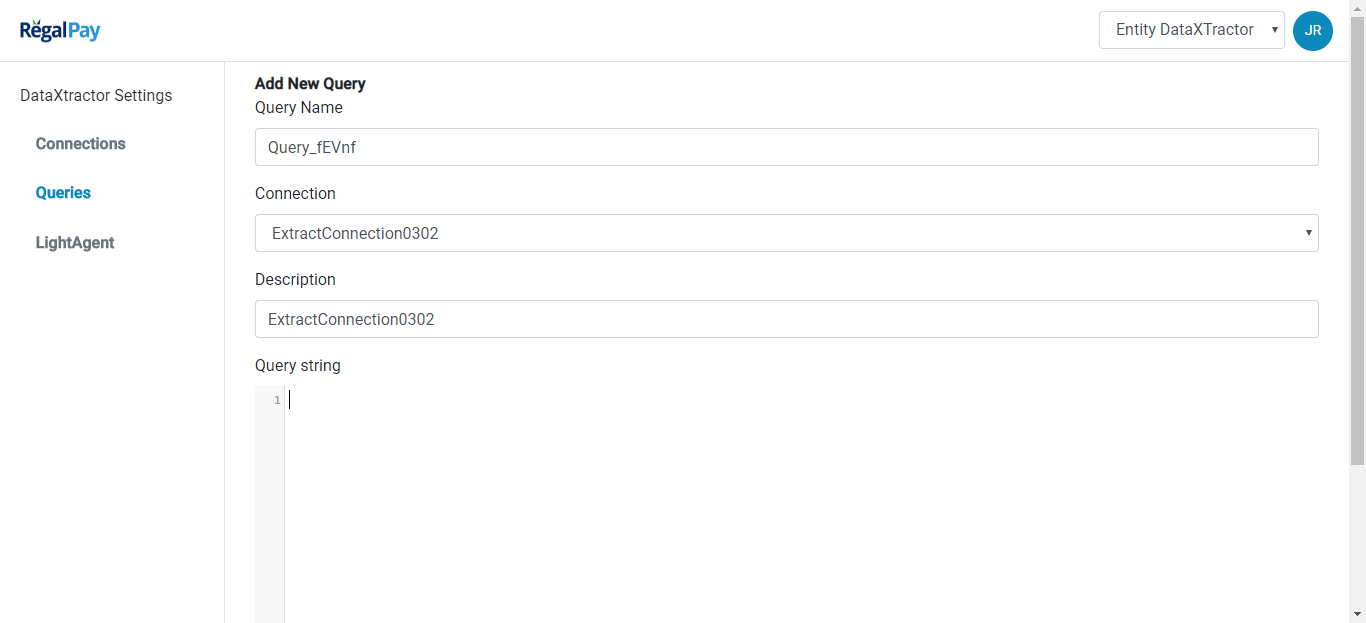 RegalPay
Entity DataXTractor
JR
DataXtractor Settings
Connections
Queries
LightAgent
Add New Query
Query Name
Query_fEVnf
Connection
ExtractConnection0302
Description
ExtractConnection0302
Query string
1